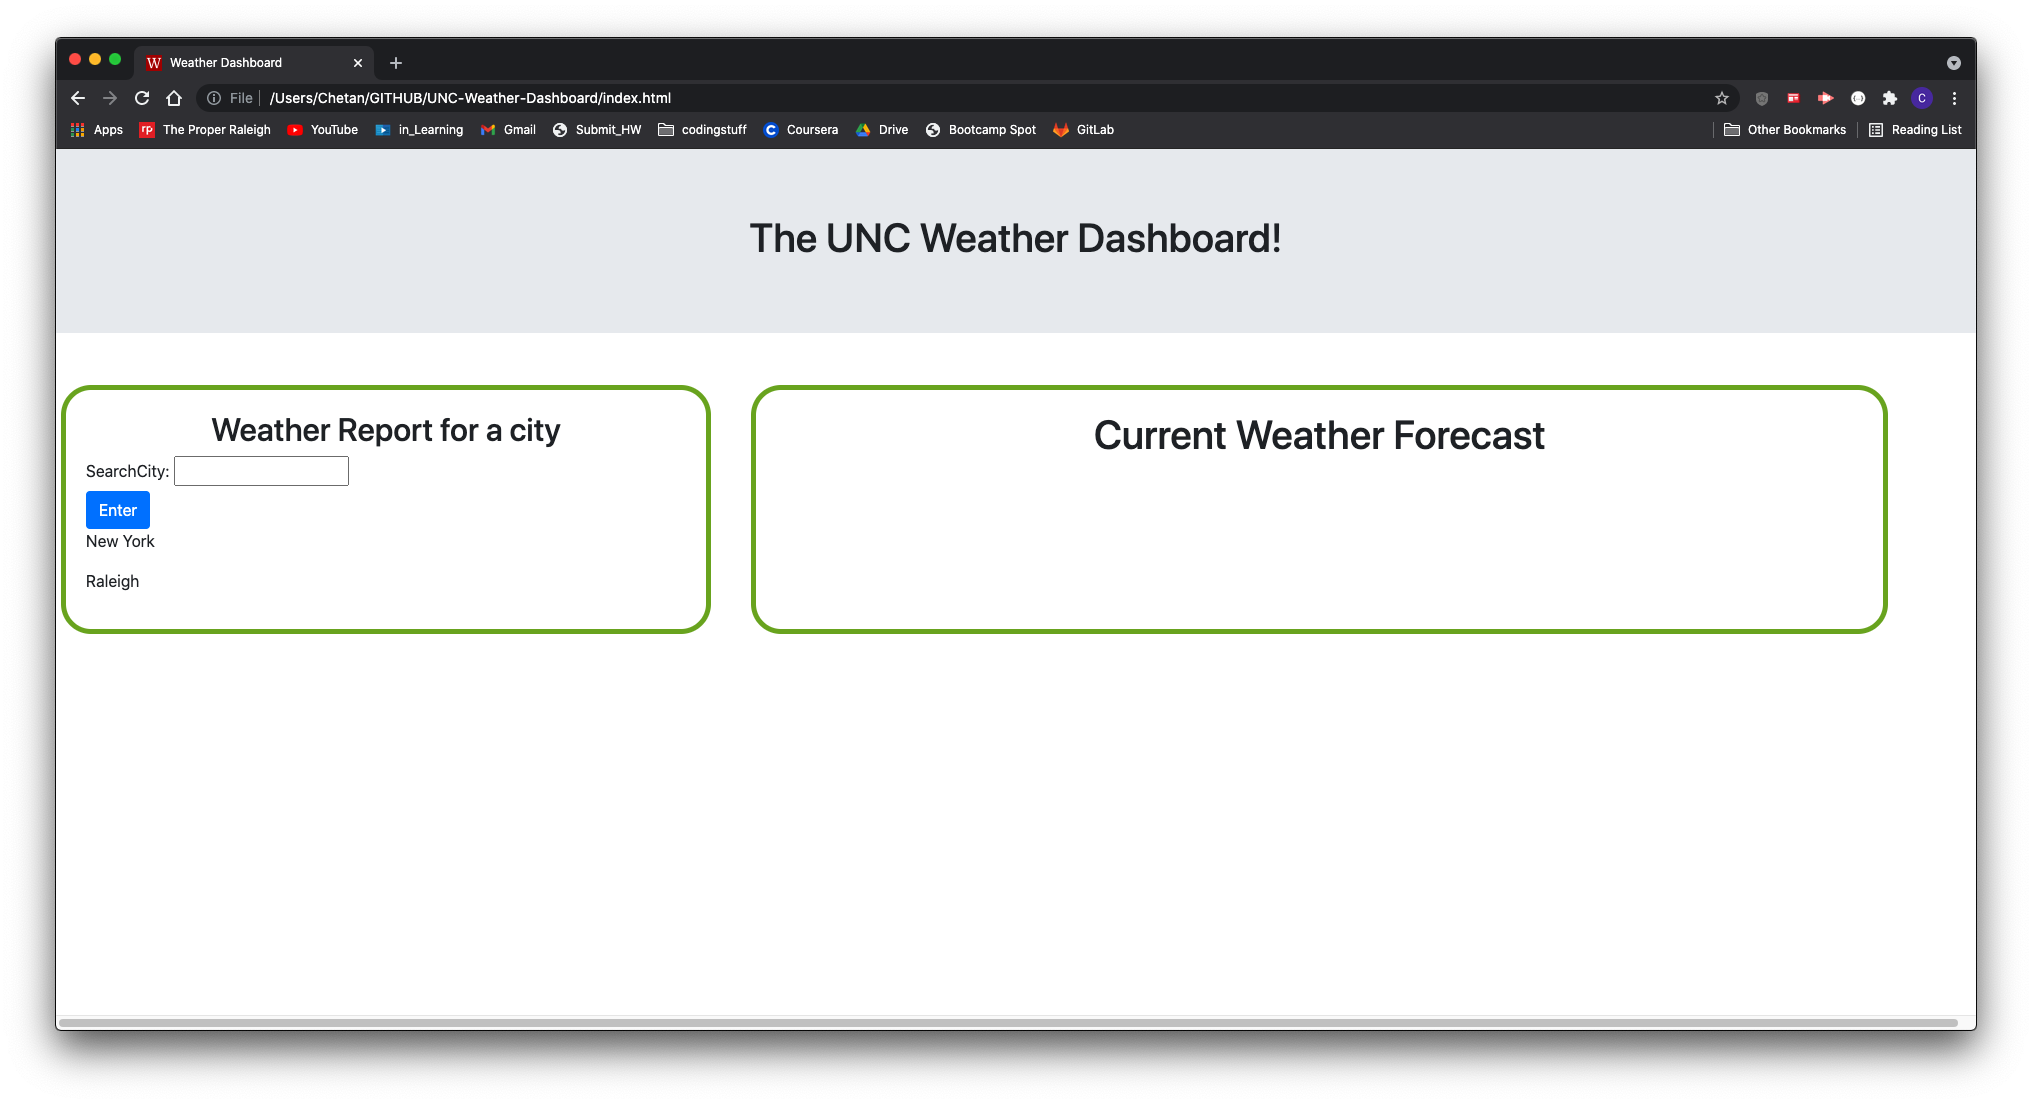 W Weather Dashboard
File /Users/Chetan/GITHUB/UNC-Weather-Dashboard/index.html C
Apps rp The Proper Raleigh YouTube in_Learning Gmail Submit_HW codingstuff C Coursera Drive Bootcamp Spot GitLab Other Bookmarks Reading List
The UNC Weather Dashboard!
Weather Report for a city
SearchCity:
Enter
New York
Raleigh
Current Weather Forecast